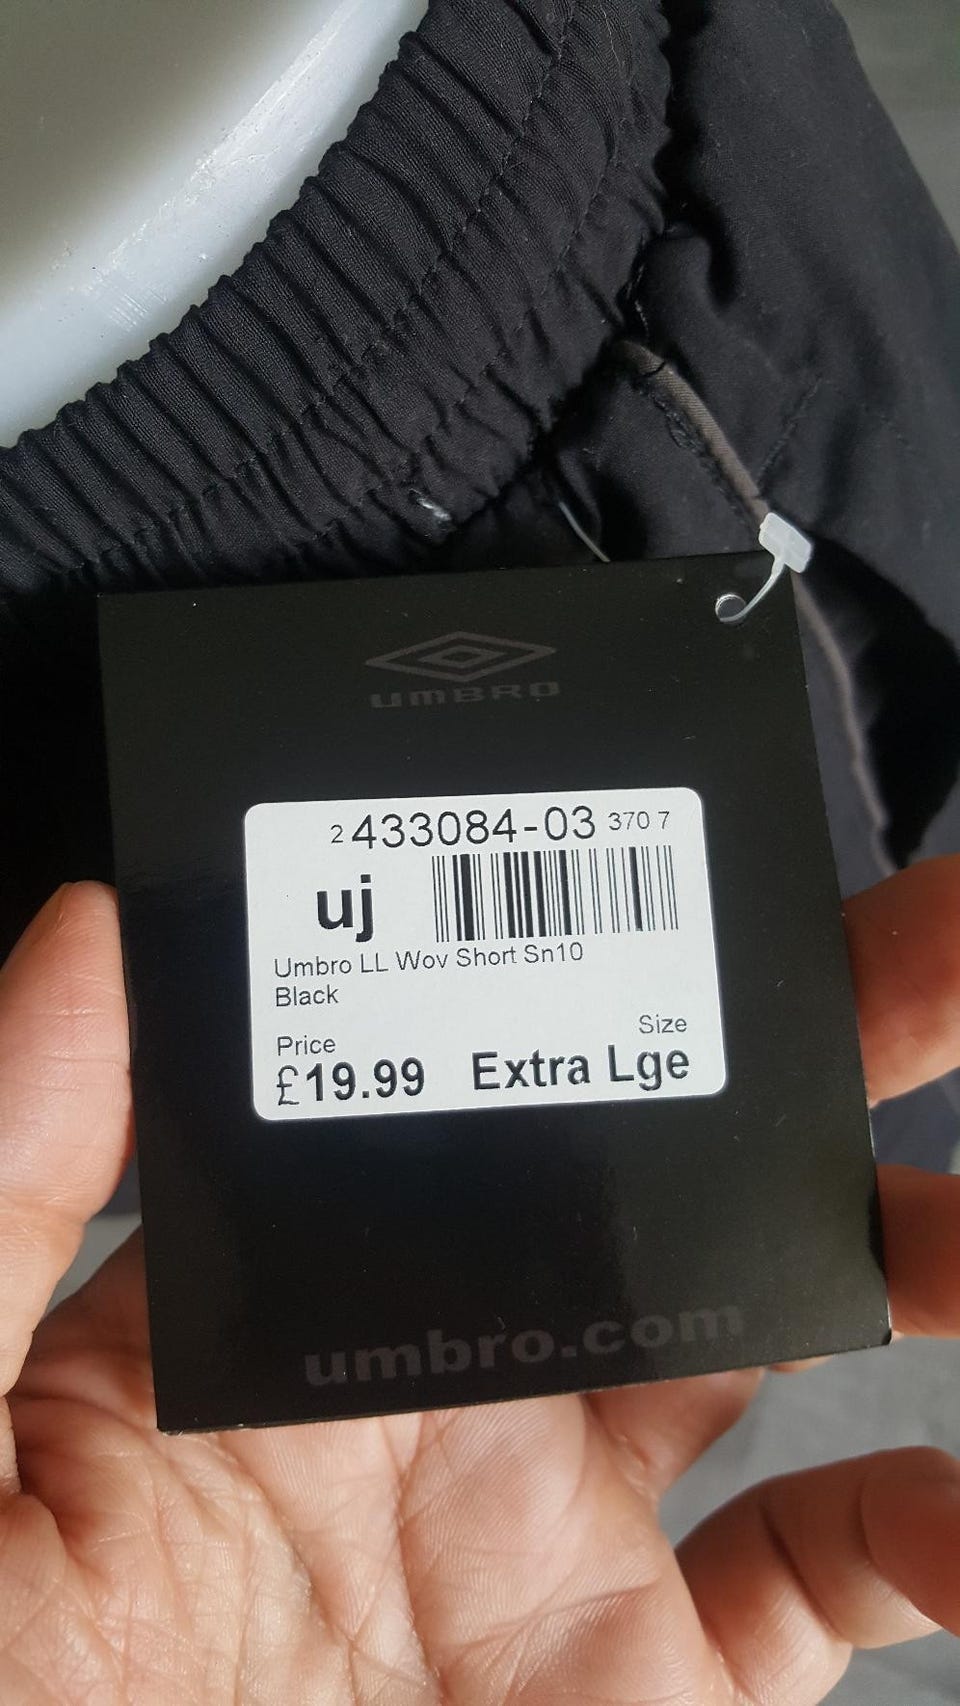 UMBRO
2 433084-03 370 7
uj
Umbro LL Wov Short Sn10
Black
Size
Price
£19.99 Extra Lge
umbro.com